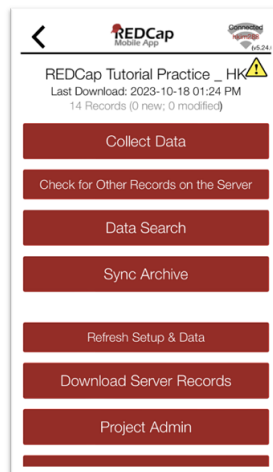 REDCap
Mobile App
Connected
(v5.24.
REDCap Tutorial Practice _ HK
Last Download: 2023-10-18 01:24 PM
14 Records (0 new; 0 modified)
Collect Data
Check for Other Records on the Server
Data Search
Sync Archive
Refresh Setup & Data
Download Server Records
Project Admin